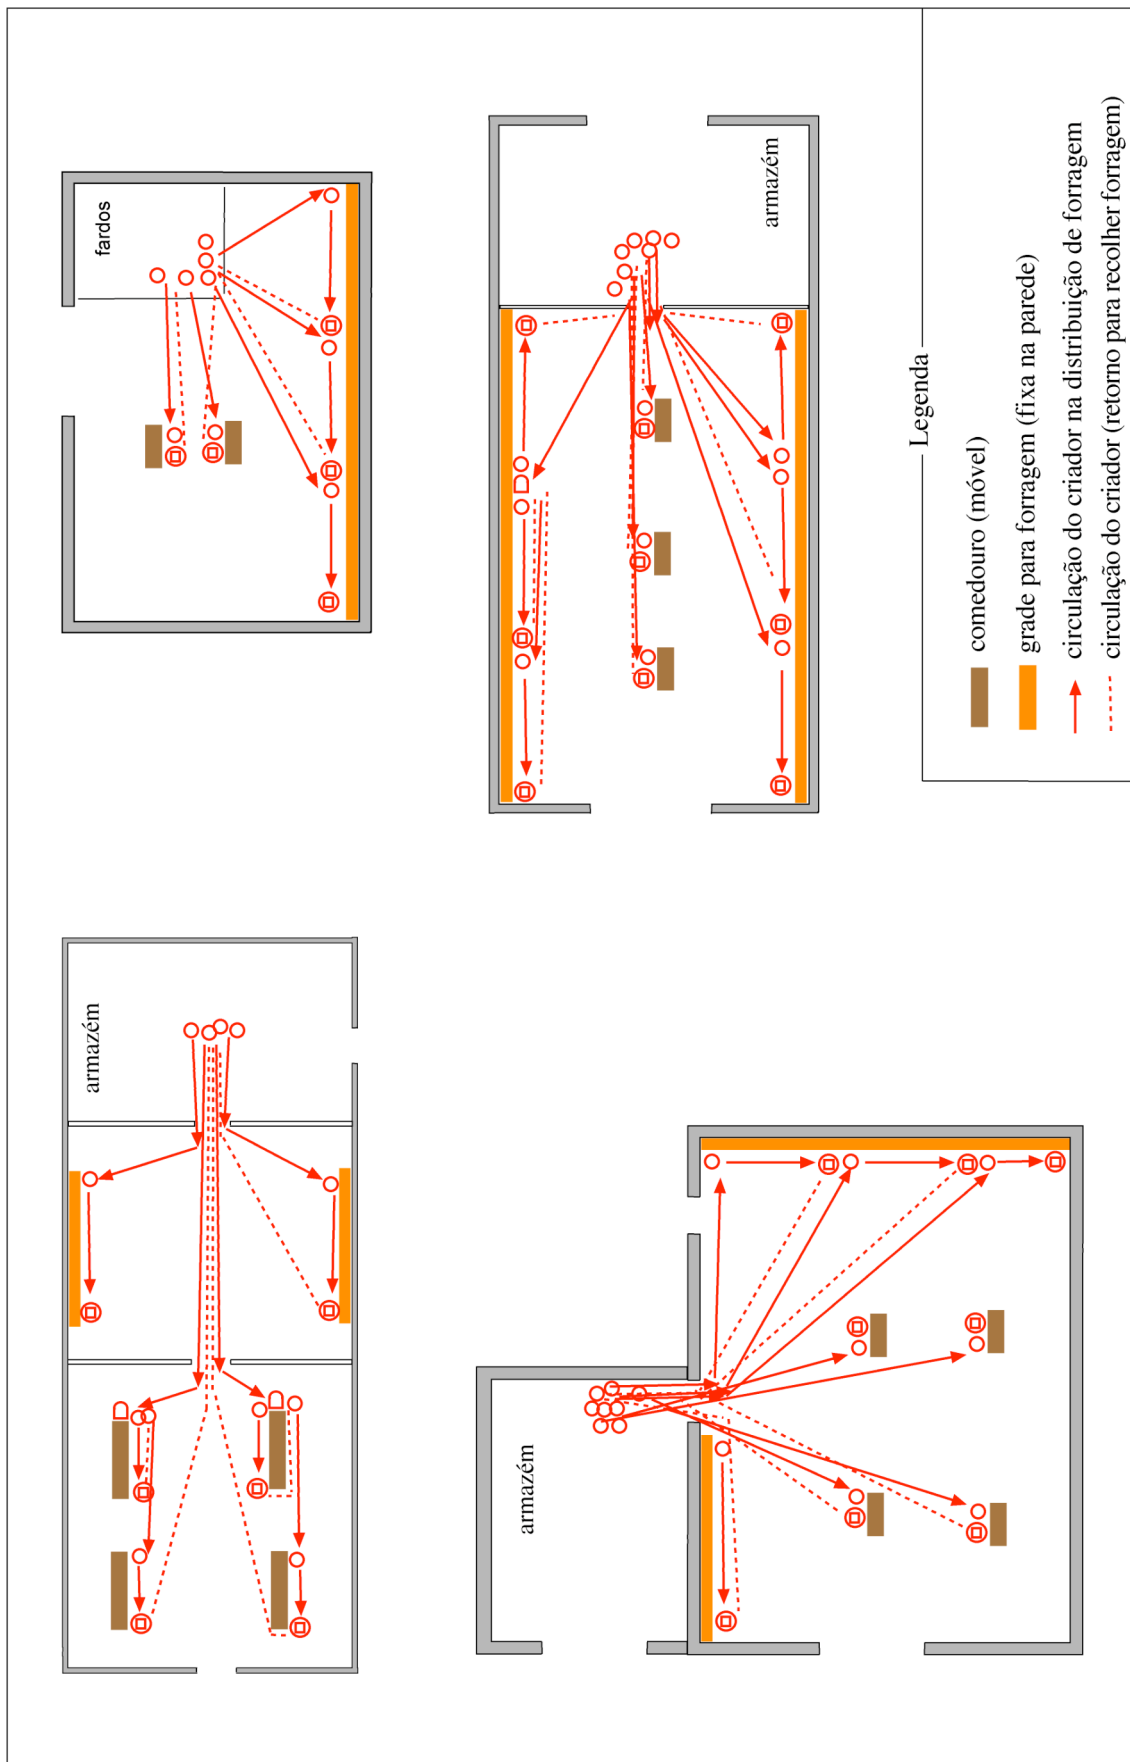 fardos
armazém
armazém
armazém
Legenda
comedouro (móvel)
grade para forragem (fixa na parede)
circulação do criador na distribuição de forragem
circulação do criador (retorno para recolher forragem)